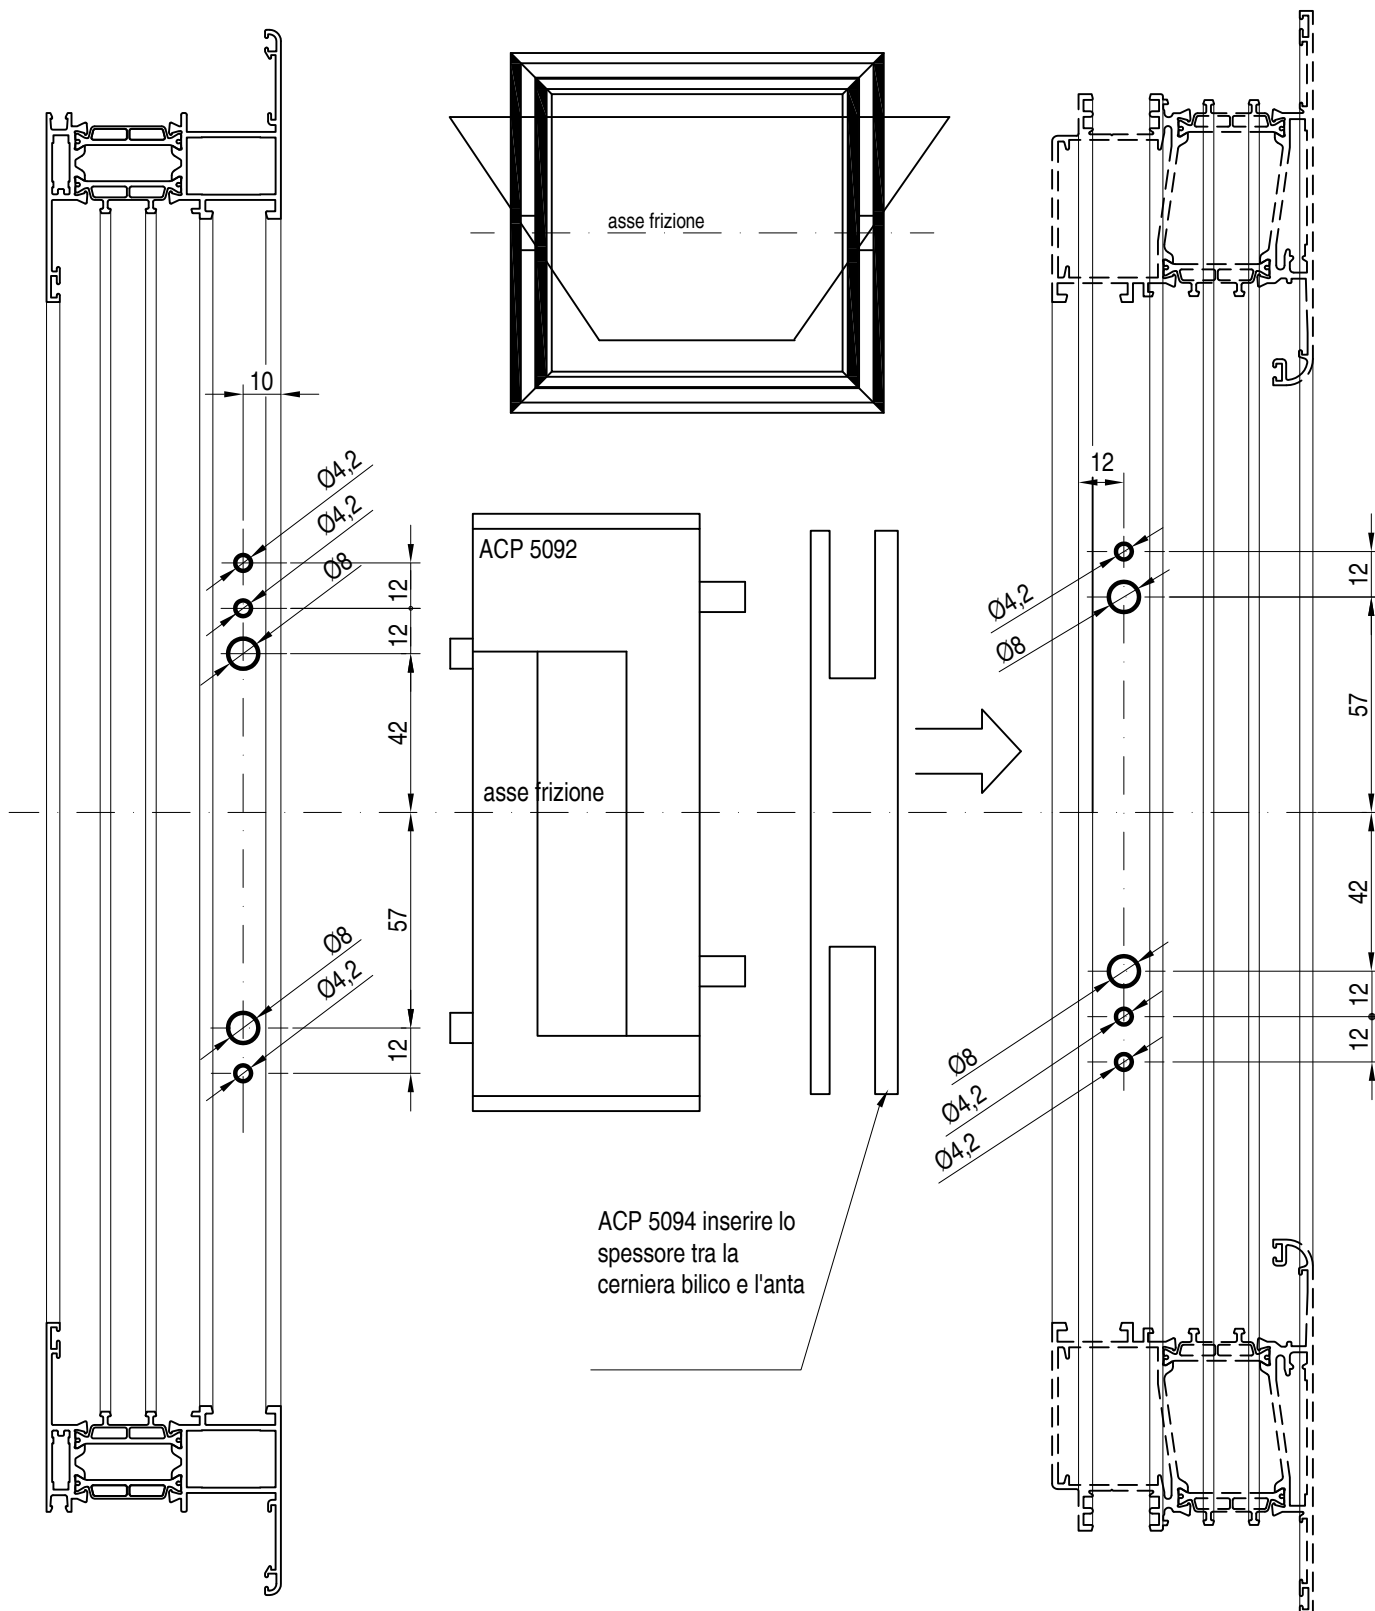 asse frizione
10
Ø4,2
Ø4,2
Ø8
12
12
42
57
12
Ø8
Ø4,2
ACP 5092
asse frizione
ACP 5094 inserire lo
spessore tra la
cerniera bilico e l'anta
12
Ø4,2
Ø8
12
57
42
12
12
Ø8
Ø4,2
Ø4,2